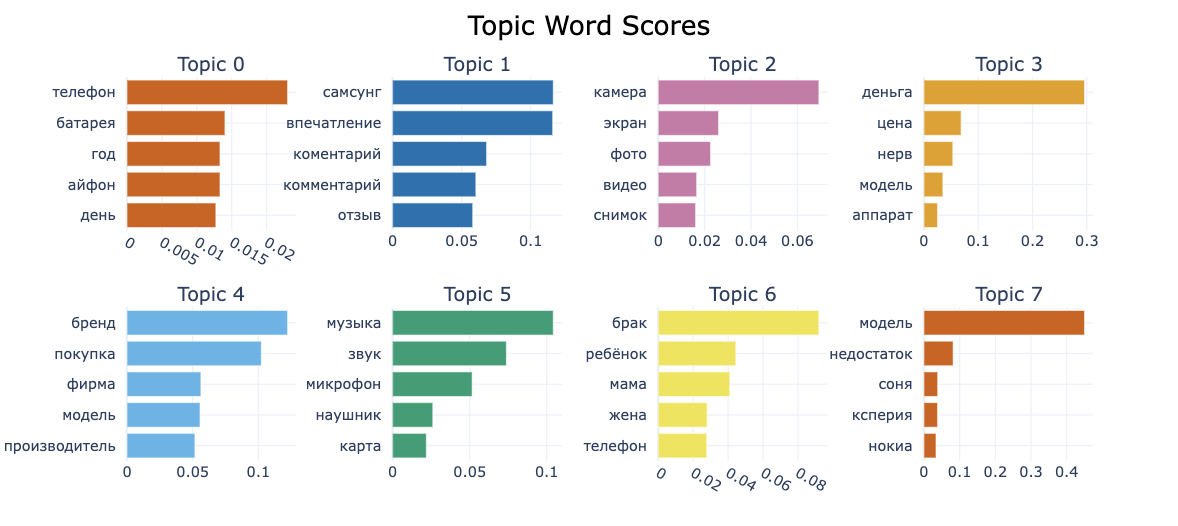 Topic Word Scores
Topic 0
телефон
батарея
год
айфон
день
0 0.005 0.01 0.015 0.02
Topic 1
самсунг
впечатление
коментарий
комментарий
отзыв
0 0.05 0.1
Topic 2
камера
экран
фото
видео
снимок
0 0.02 0.04 0.06
Topic 3
деньга
цена
нерв
модель
аппарат
0 0.1 0.2 0.3
Topic 4
бренд
покупка
фирма
модель
производитель
0 0.05 0.1
Topic 5
музыка
звук
микрофон
наушник
карта
0 0.05 0.1
Topic 6
брак
ребёнок
мама
жена
телефон
0 0.02 0.04 0.06 0.08
Topic 7
модель
недостаток
соня
ксперия
нокиа
0 0.1 0.2 0.3 0.4